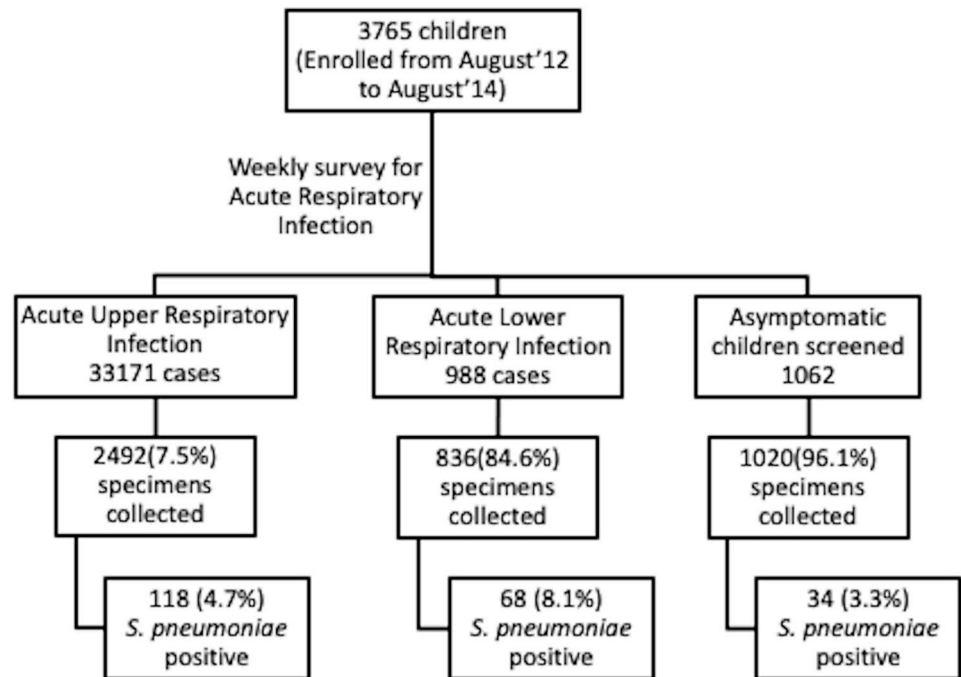 3765 children
(Enrolled from August'12
to August'14)
Weekly survey for
Acute Respiratory
Infection
Acute Upper Respiratory
Infection
33171 cases
Acute Lower
Respiratory Infection
988 cases
Asymptomatic
children screened
1062
2492(7.5%)
specimens
collected
836(84.6%)
specimens
collected
1020(96.1%)
specimens
collected
118 (4.7%)
S. pneumoniae
positive
68 (8.1%)
S. pneumoniae
positive
34 (3.3%)
S. pneumoniae
positive